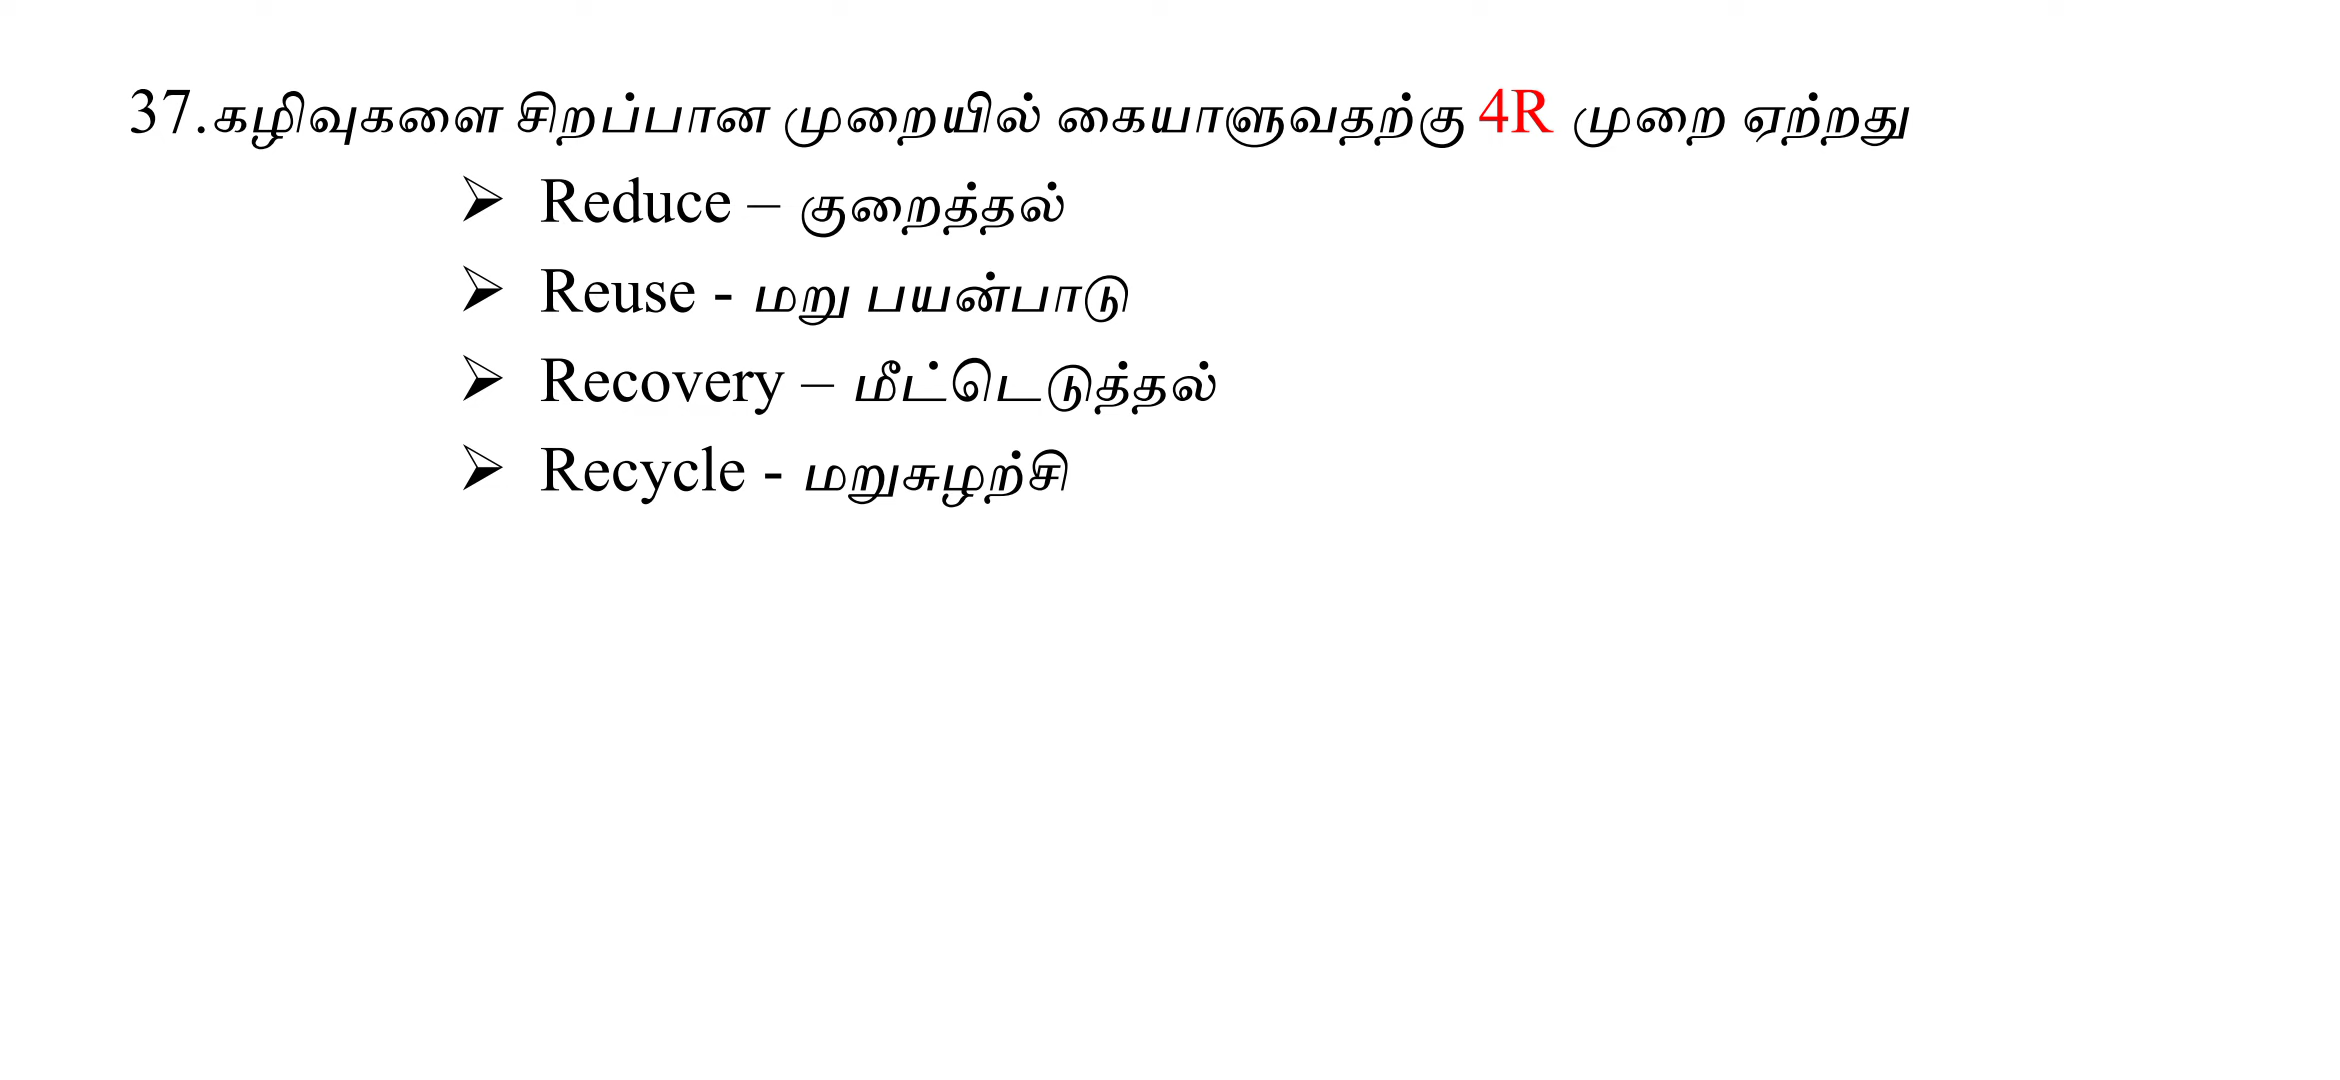 37.கழிவுகளை சிறப்பான முறையில் கையாளுவதற்கு 4R முறை ஏற்றது
➢ Reduce – குறைத்தல்
➢ Reuse - மறு பயன்பாடு
➢ Recovery – மீட்டெடுத்தல்
➢ Recycle - மறுசுழற்சி